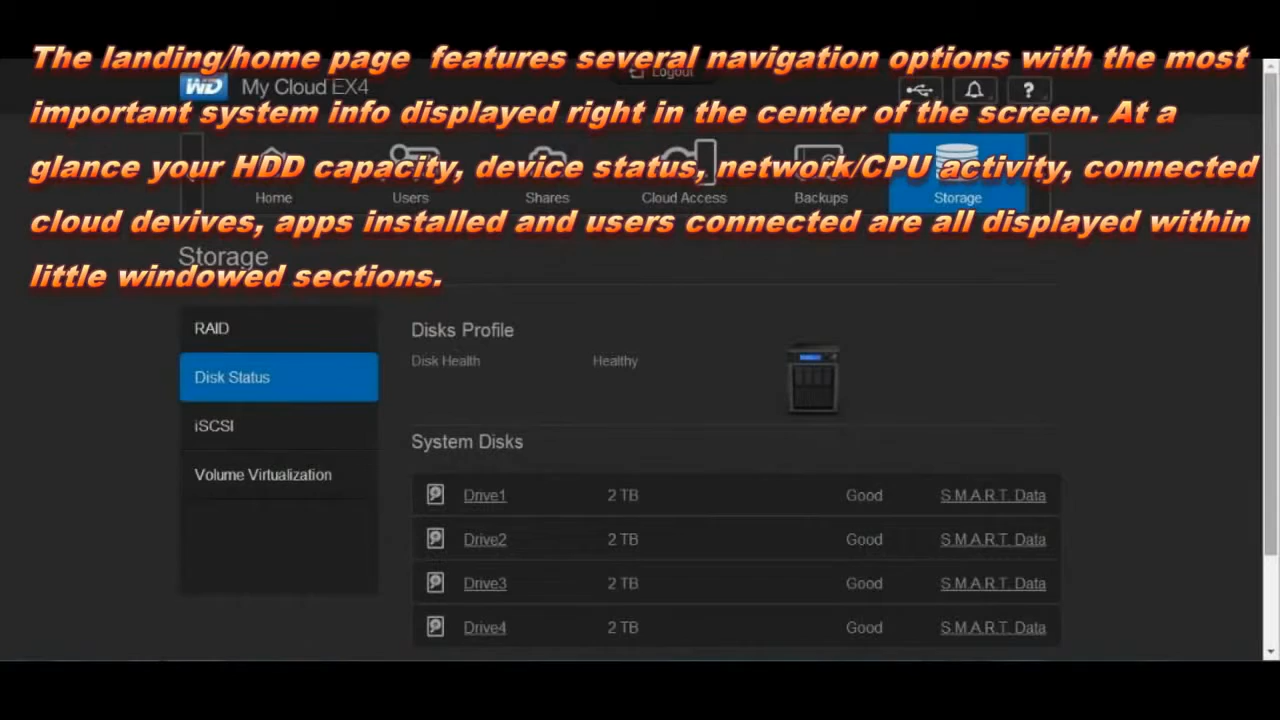 The landing/home page features several navigation options with the most
important system info displayed right in the center of the screen. At a
glance your HDD capacity, device status, network/CPU activity, connected
cloud devives, apps installed and users connected are all displayed within
little windowed sections.
Logout
WD My Cloud EX4
?
Home Users Shares Cloud Access Backups Storage
Storage
RAID
Disk Status
iSCSI
Volume Virtualization
Disks Profile
Disk Health Healthy
System Disks
Drive1 2 TB Good S.M.A.R.T. Data
Drive2 2 TB Good S.M.A.R.T. Data
Drive3 2 TB Good S.M.A.R.T. Data
Drive4 2 TB Good S.M.A.R.T. Data